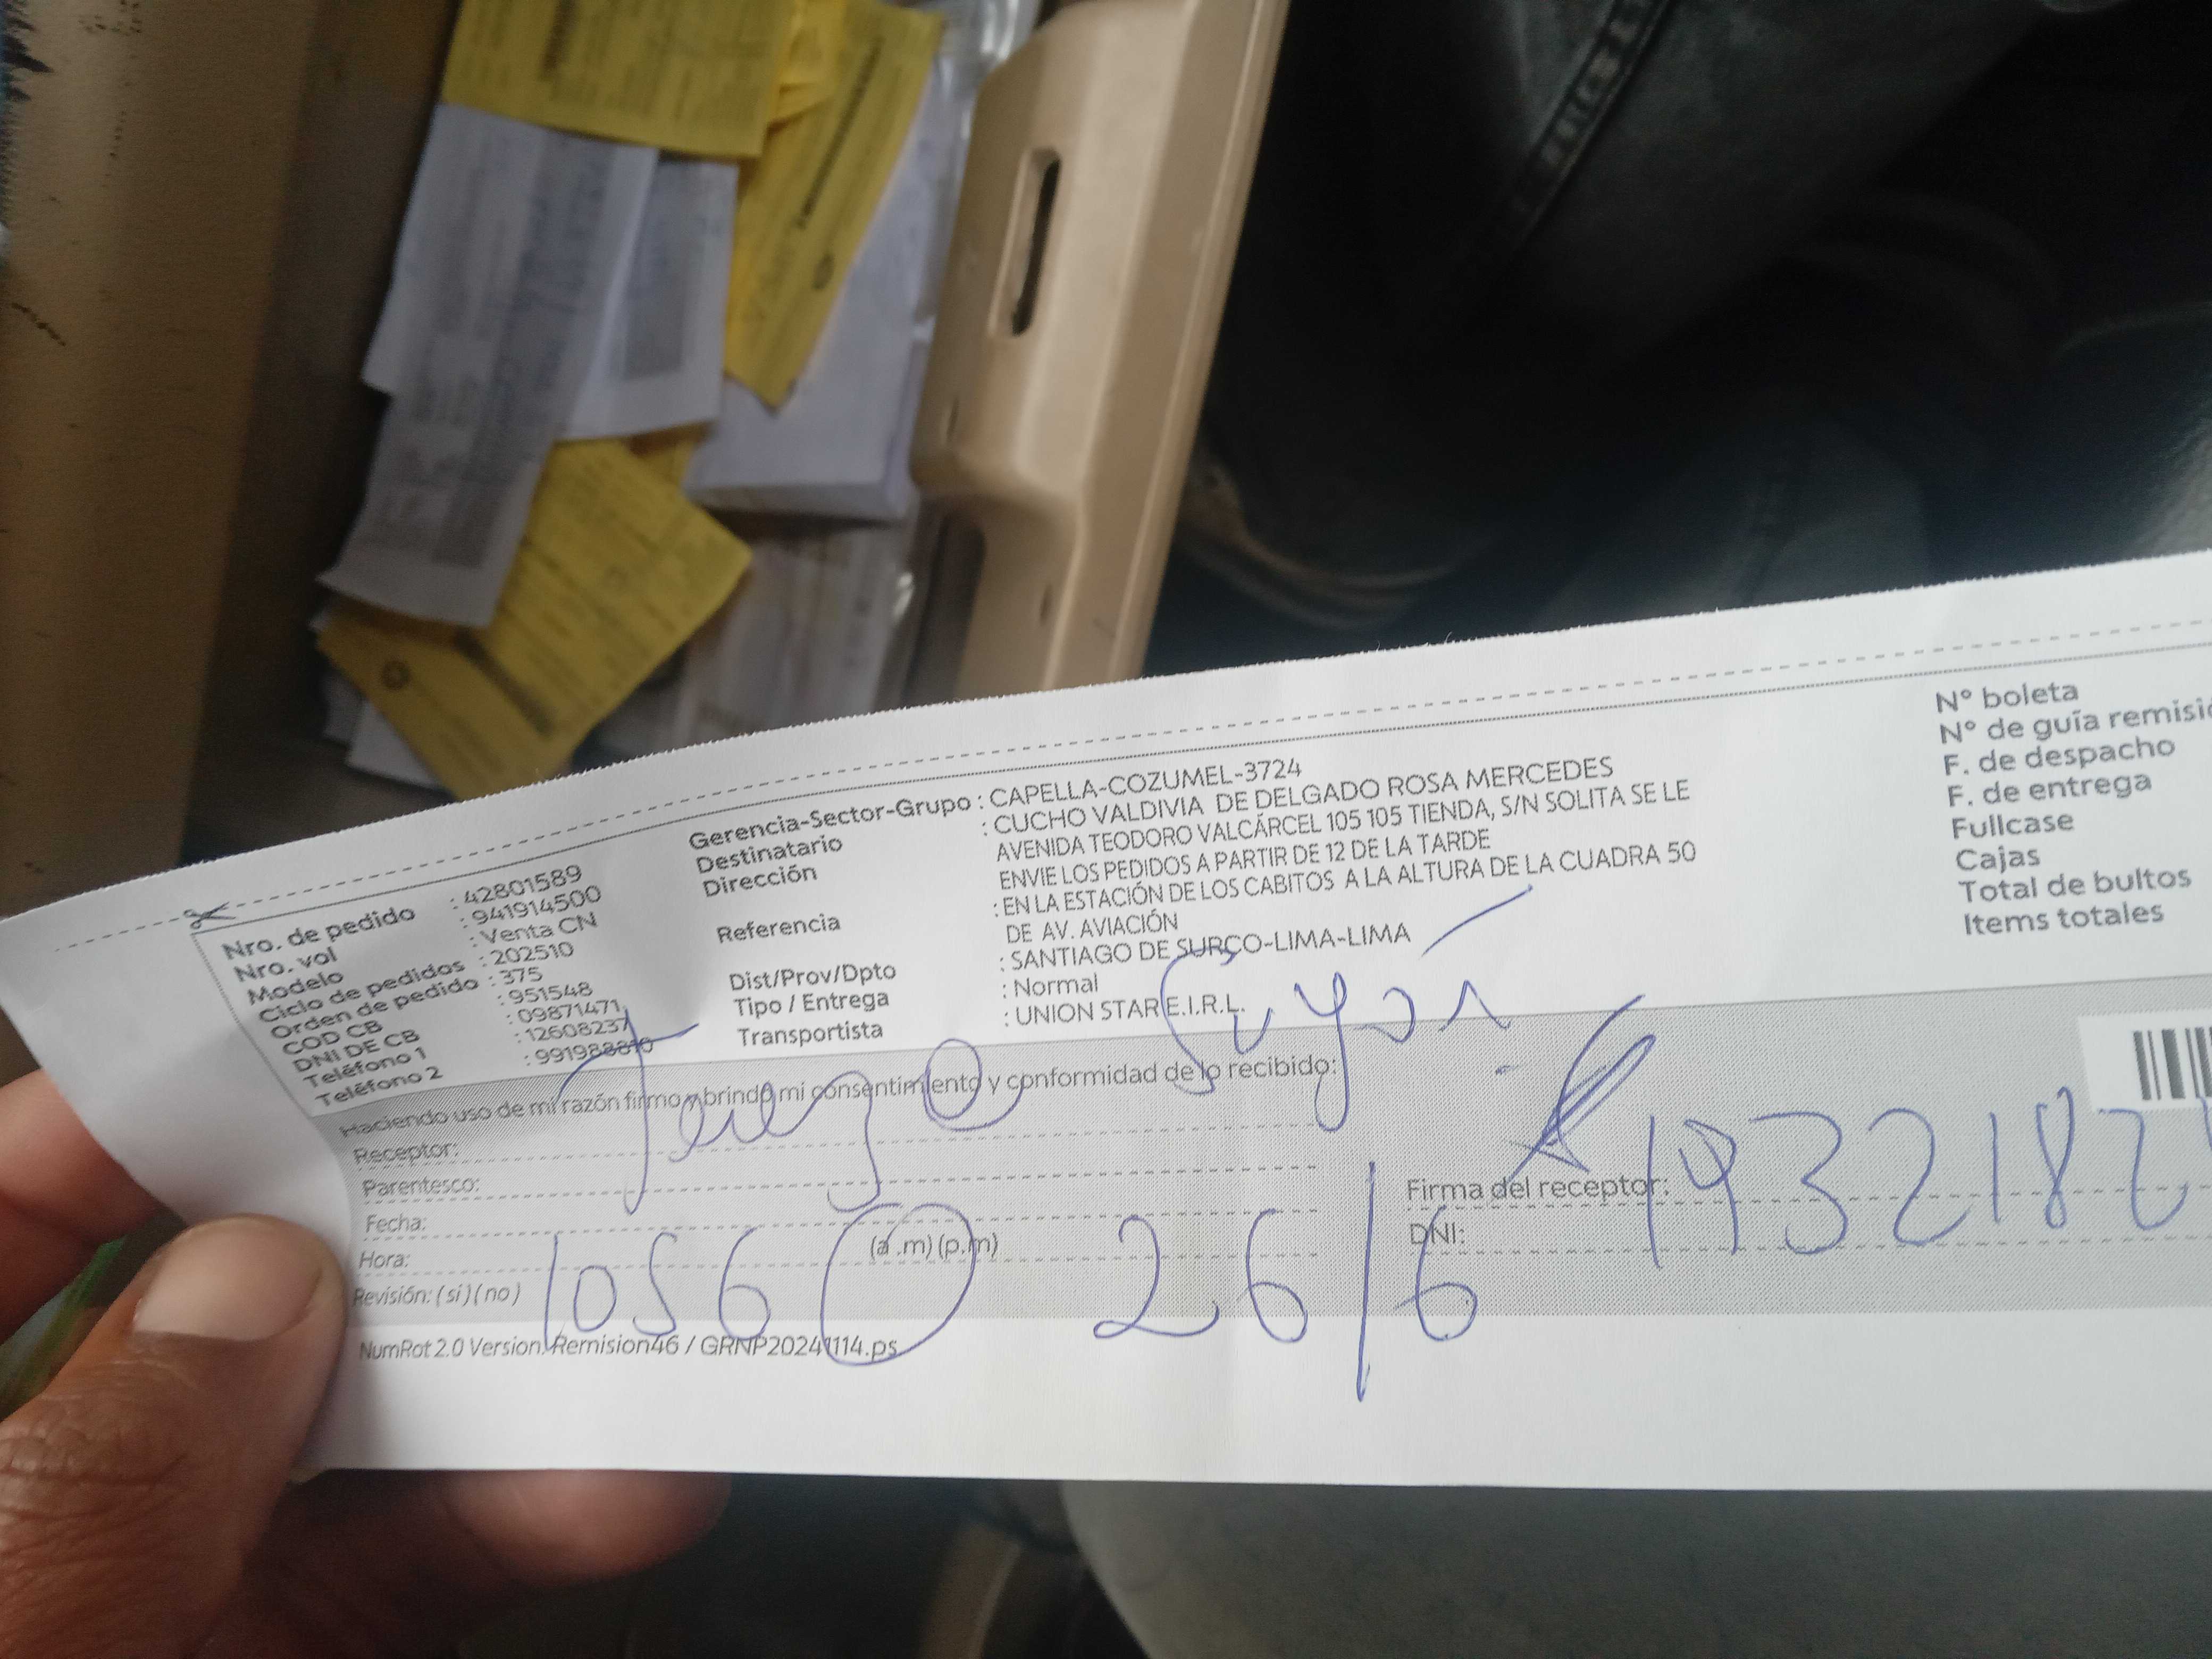 Nro. de pedido : 42801589
Nro. vol : 941914500
Modelo : Venta CN
Ciclo de pedidos : 202510
Orden de pedido : 375
COD CB : 951548
DNI DE CB : 09871471
Teléfono 1 : 12608237
Teléfono 2 : 991988810
Gerencia-Sector-Grupo : CAPELLA-COZUMEL-3724
Destinatario : CUCHO VALDIVIA DE DELGADO ROSA MERCEDES
Dirección AVENIDA TEODORO VALCÁRCEL 105 105 TIENDA, S/N SOLITA SE LE
ENVIE LOS PEDIDOS A PARTIR DE 12 DE LA TARDE
Referencia : EN LA ESTACIÓN DE LOS CABITOS A LA ALTURA DE LA CUADRA 50
DE AV. AVIACIÓN
Dist/Prov/Dpto : SANTIAGO DE SURCO-LIMA-LIMA
Tipo / Entrega : Normal
Transportista : UNION STAR E.I.R.L.
N° boleta
N° de guía
F. de despacho
F. de entrega
Fullcase
Cajas
Total de bultos
Items totales
Haciendo uso de mi razón firmo y brindo mi consentimiento y conformidad de lo recibido:
Receptor:
Parentesco:
Fecha:
Hora: (a.m) (p.m)
Revisión: (si) (no)
1056 26/6
Firma del receptor:
DNI:
NumRot 2.0 Version: Remision46 / GRNP20241114.ps